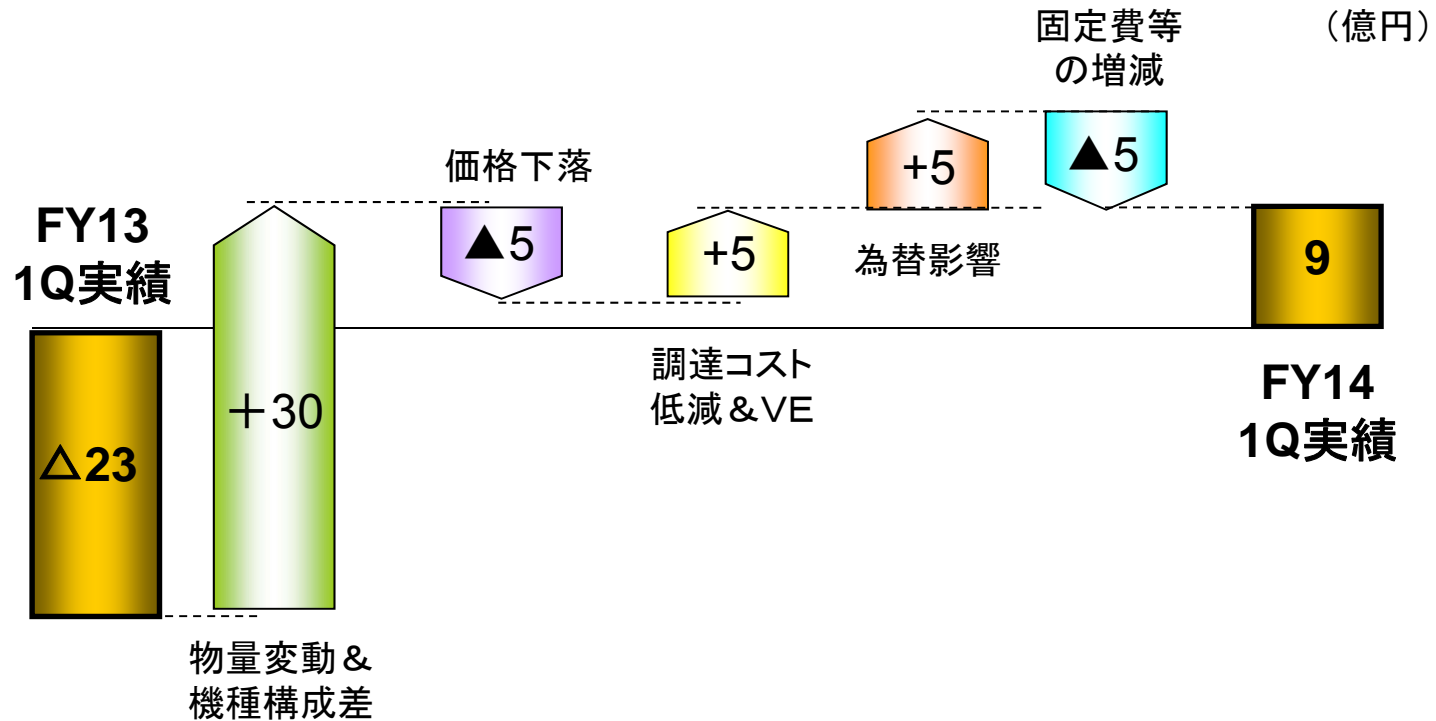 (億円)
固定費等
の増減
価格下落
+5
▲5
FY13
1Q実績
▲5
+5
為替影響
9
+30
調達コスト
低減&VE
△23
FY14
1Q実績
物量変動&
機種構成差